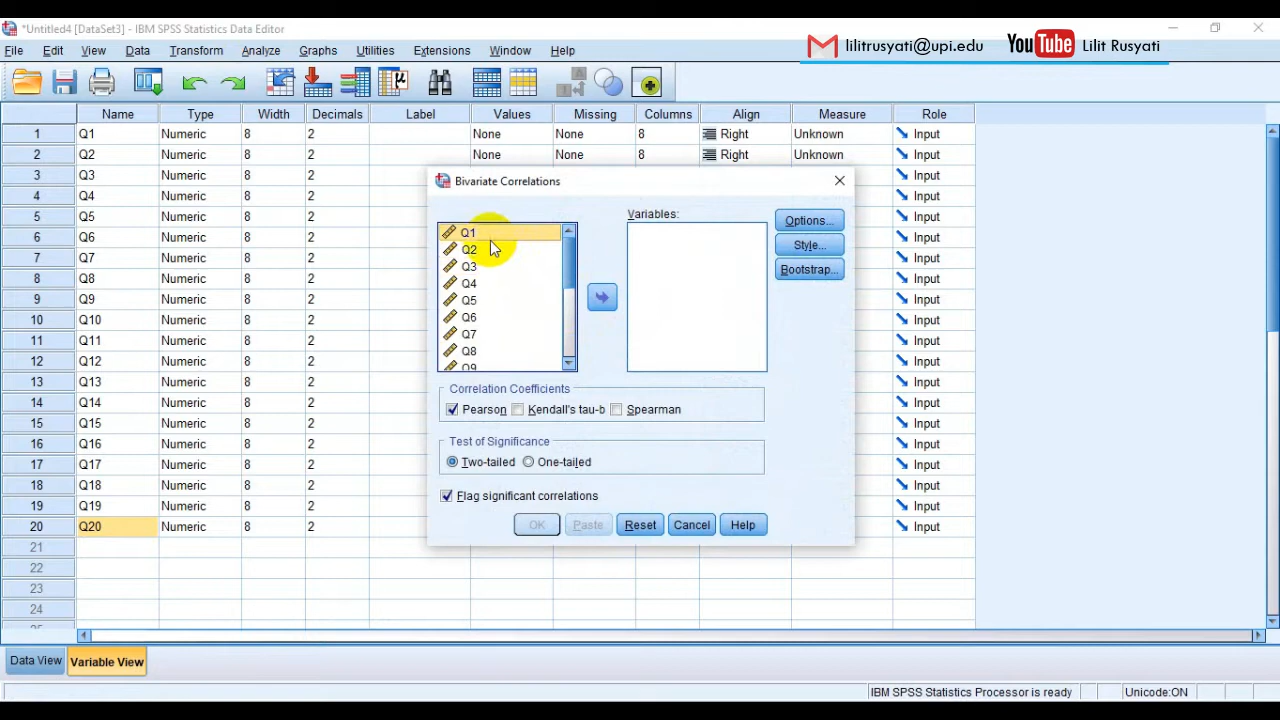 *Untitled4 [DataSet3] - IBM SPSS Statistics Data Editor
File Edit View Data Transform Analyze Graphs Utilities Extensions Window Help
lilitrusyati@upi.edu YouTube Lilit Rusyati
Name Type Width Decimals Label Values Missing Columns Align Measure Role
1 Q1 Numeric 8 2 None None 8 Right Unknown Input
2 Q2 Numeric 8 2 None None 8 Right Unknown Input
3 Q3 Numeric 8 2 Input
4 Q4 Numeric 8 2 Input
5 Q5 Numeric 8 2 Input
6 Q6 Numeric 8 2 Input
7 Q7 Numeric 8 2 Input
8 Q8 Numeric 8 2 Input
9 Q9 Numeric 8 2 Input
10 Q10 Numeric 8 2 Input
11 Q11 Numeric 8 2 Input
12 Q12 Numeric 8 2 Input
13 Q13 Numeric 8 2 Input
14 Q14 Numeric 8 2 Input
15 Q15 Numeric 8 2 Input
16 Q16 Numeric 8 2 Input
17 Q17 Numeric 8 2 Input
18 Q18 Numeric 8 2 Input
19 Q19 Numeric 8 2 Input
20 Q20 Numeric 8 2 Input
21
22
23
24
Bivariate Correlations
Variables:
Q1
Q2
Q3
Q4
Q5
Q6
Q7
Q8
Q9
Options...
Style...
Bootstrap...
Correlation Coefficients
Pearson Kendall's tau-b Spearman
Test of Significance
Two-tailed One-tailed
Flag significant correlations
OK Paste Reset Cancel Help
Data View Variable View
IBM SPSS Statistics Processor is ready Unicode:ON